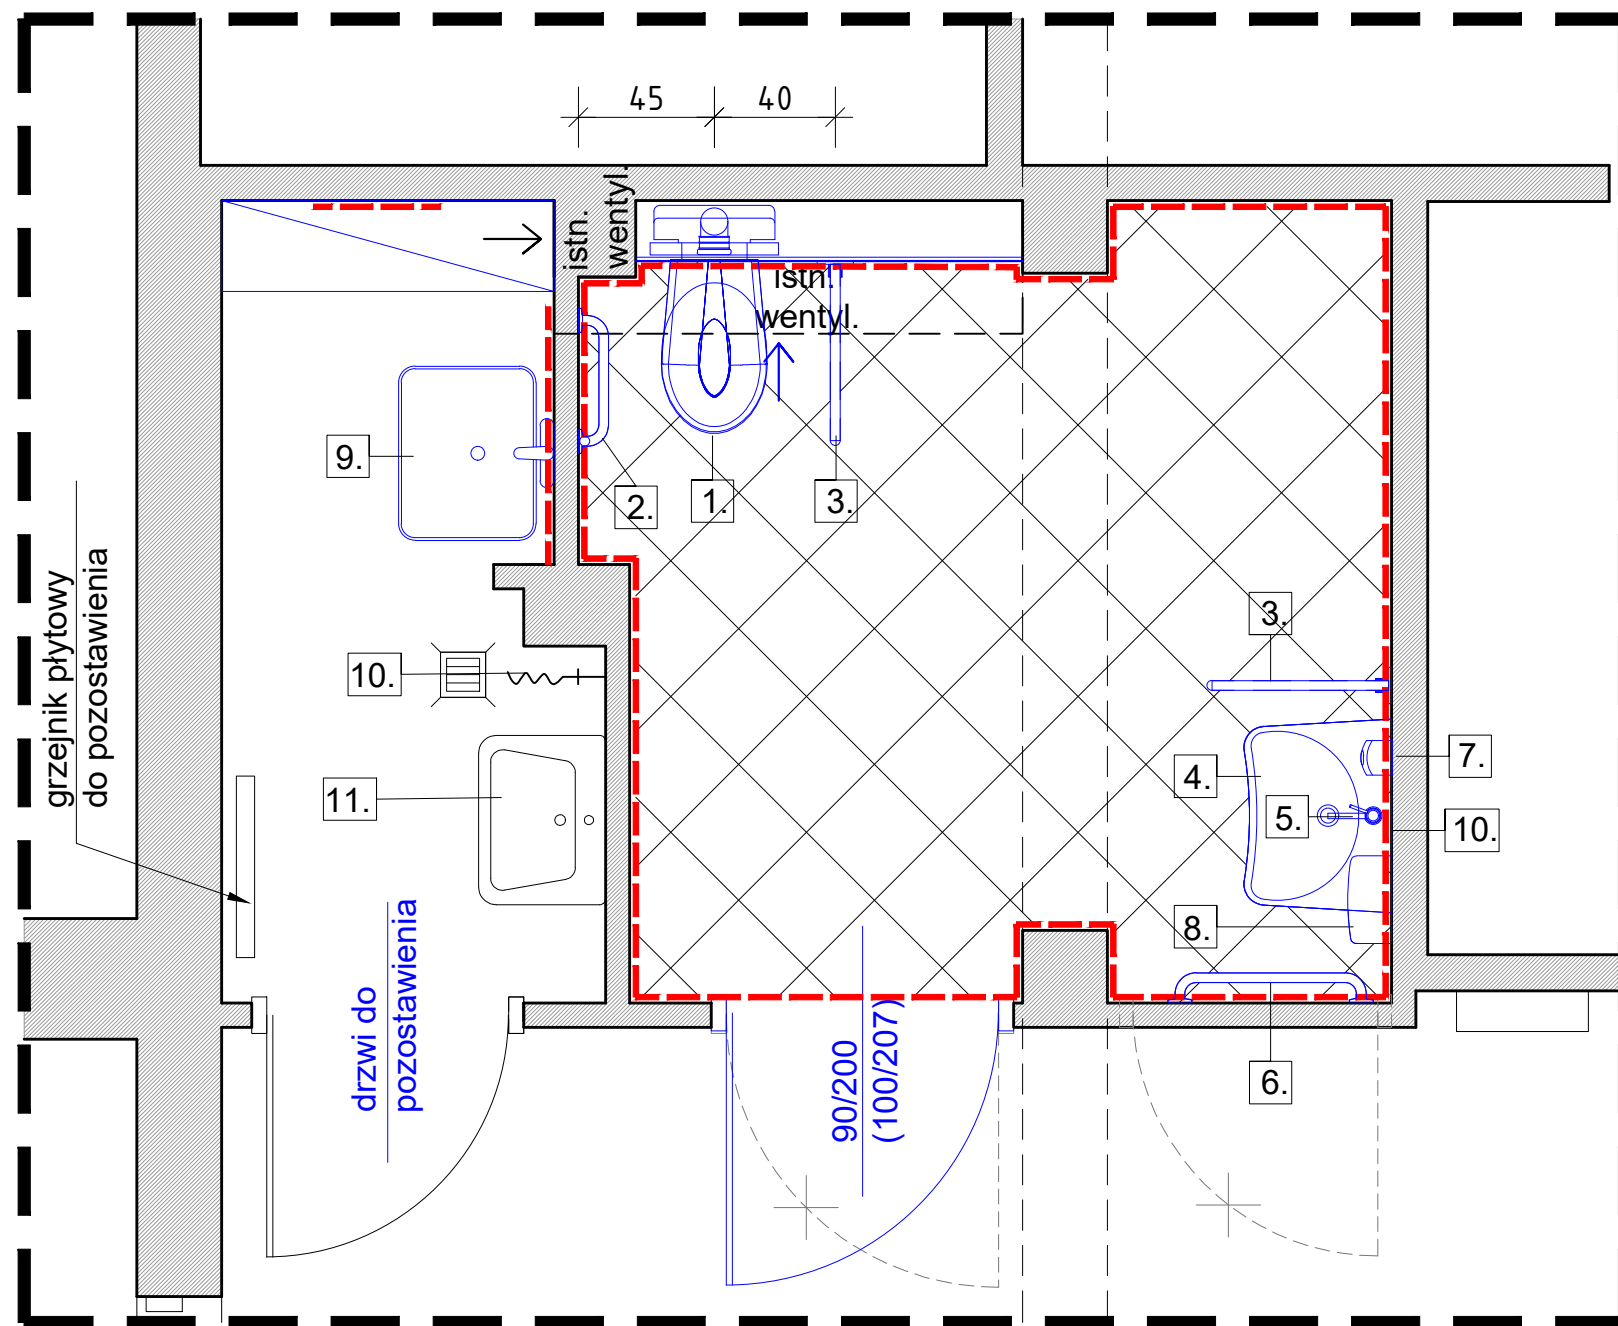 45
40
istn.
wentyl.
istn.
wentyl.
9.
2.
1.
3.
grzejnik płytowy
do pozostawienia
3.
10.
7.
4.
11.
5.
10.
8.
drzwi do
pozostawienia
90/200
(100/207)
6.